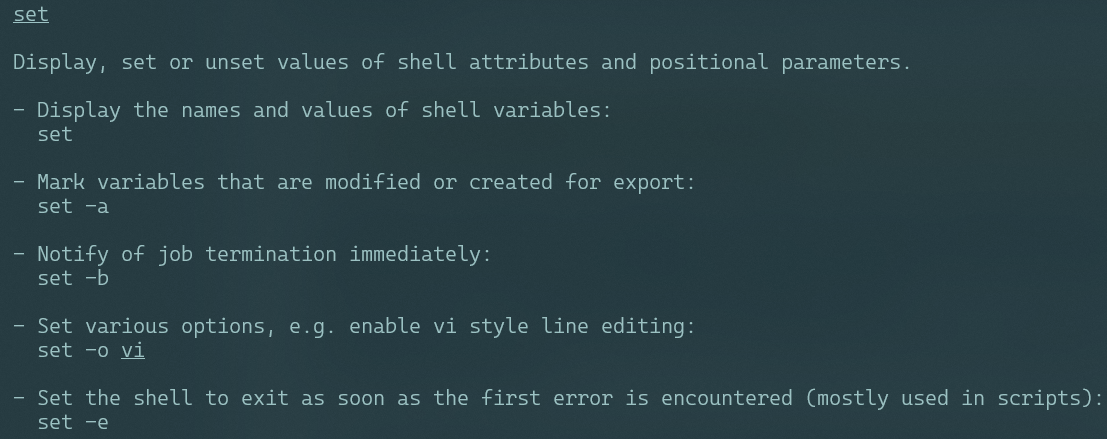 set
Display, set or unset values of shell attributes and positional parameters.
- Display the names and values of shell variables:
set
- Mark variables that are modified or created for export:
set -a
- Notify of job termination immediately:
set -b
- Set various options, e.g. enable vi style line editing:
set -o vi
- Set the shell to exit as soon as the first error is encountered (mostly used in scripts):
set -e